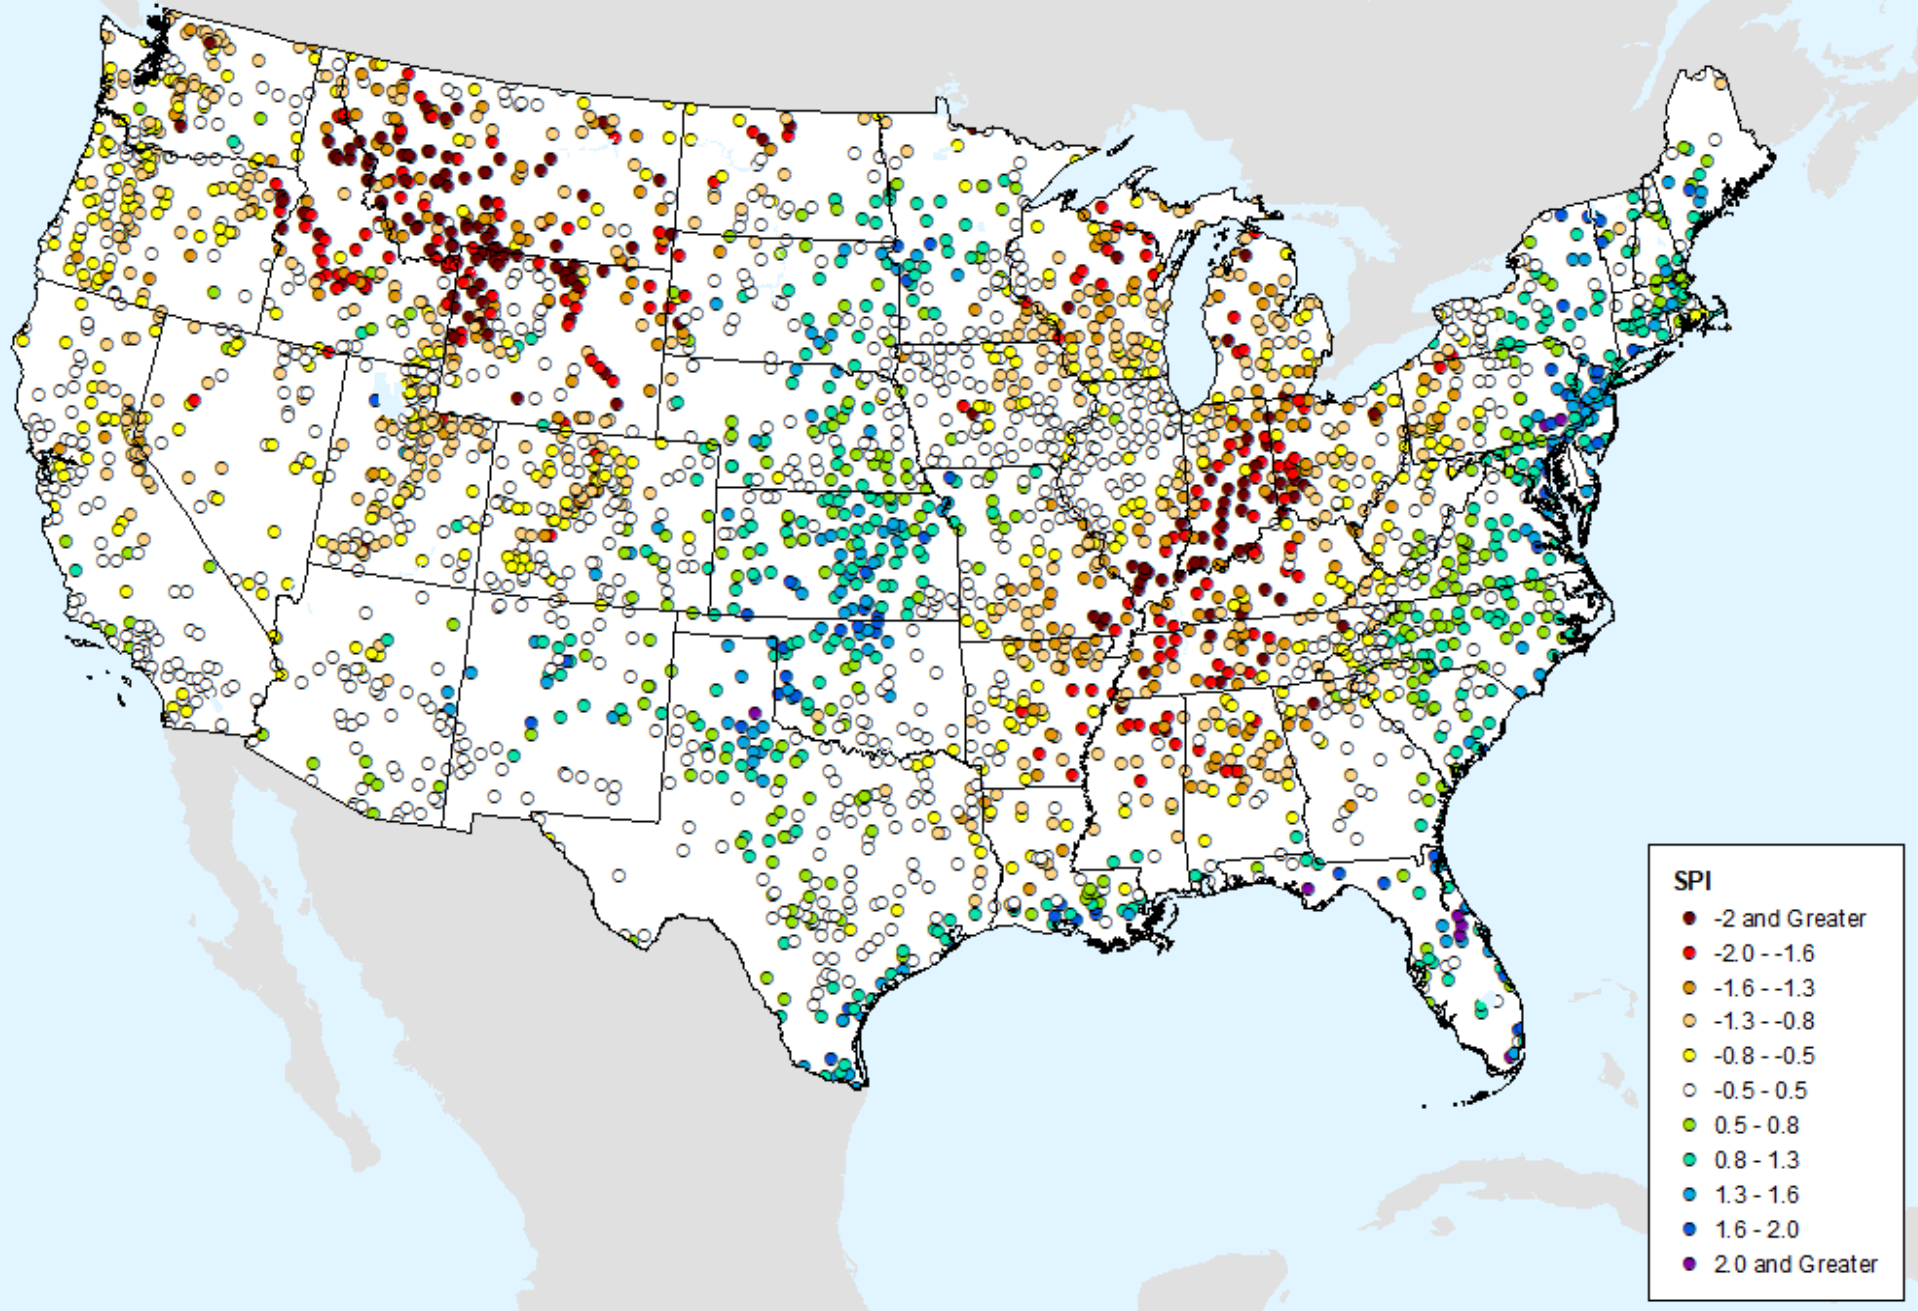 SPI
-2 and Greater
-2.0 - -1.6
-1.6 - -1.3
-1.3 - -0.8
-0.8 - -0.5
-0.5 - 0.5
0.5 - 0.8
0.8 - 1.3
1.3 - 1.6
1.6 - 2.0
2.0 and Greater